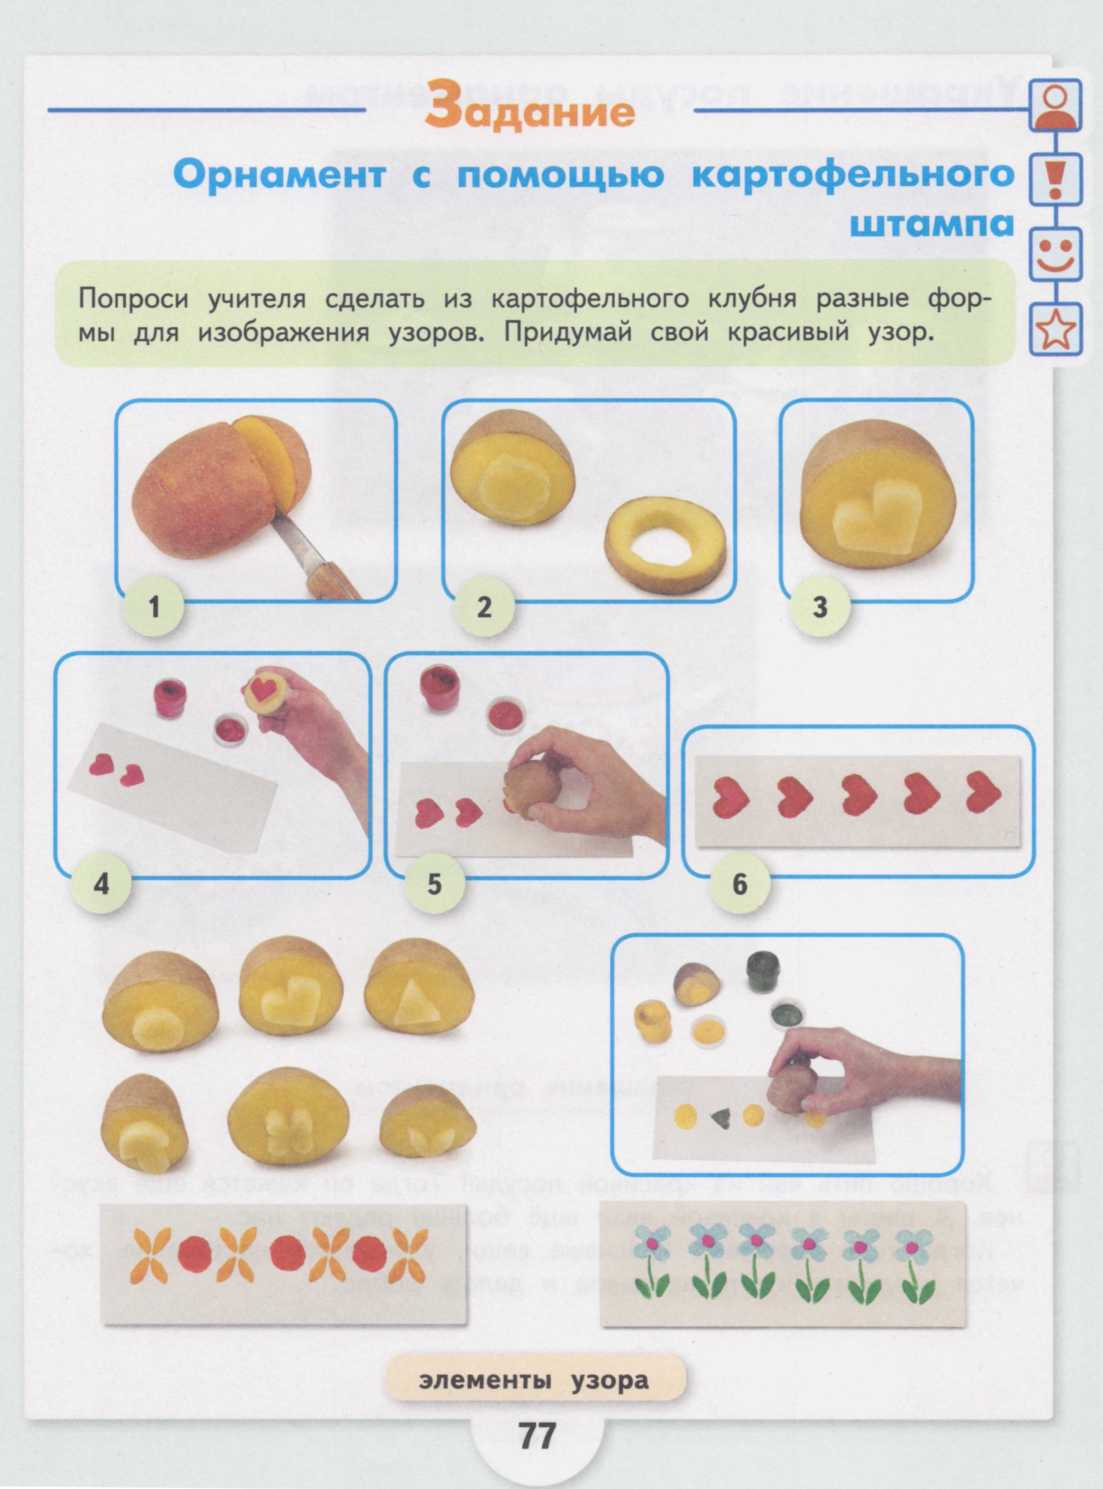 Задание
Орнамент с помощью картофельного
штампа
Попроси учителя сделать из картофельного клубня разные фор-
мы для изображения узоров. Придумай свой красивый узор.
1
2
3
4
5
6
элементы узора
77